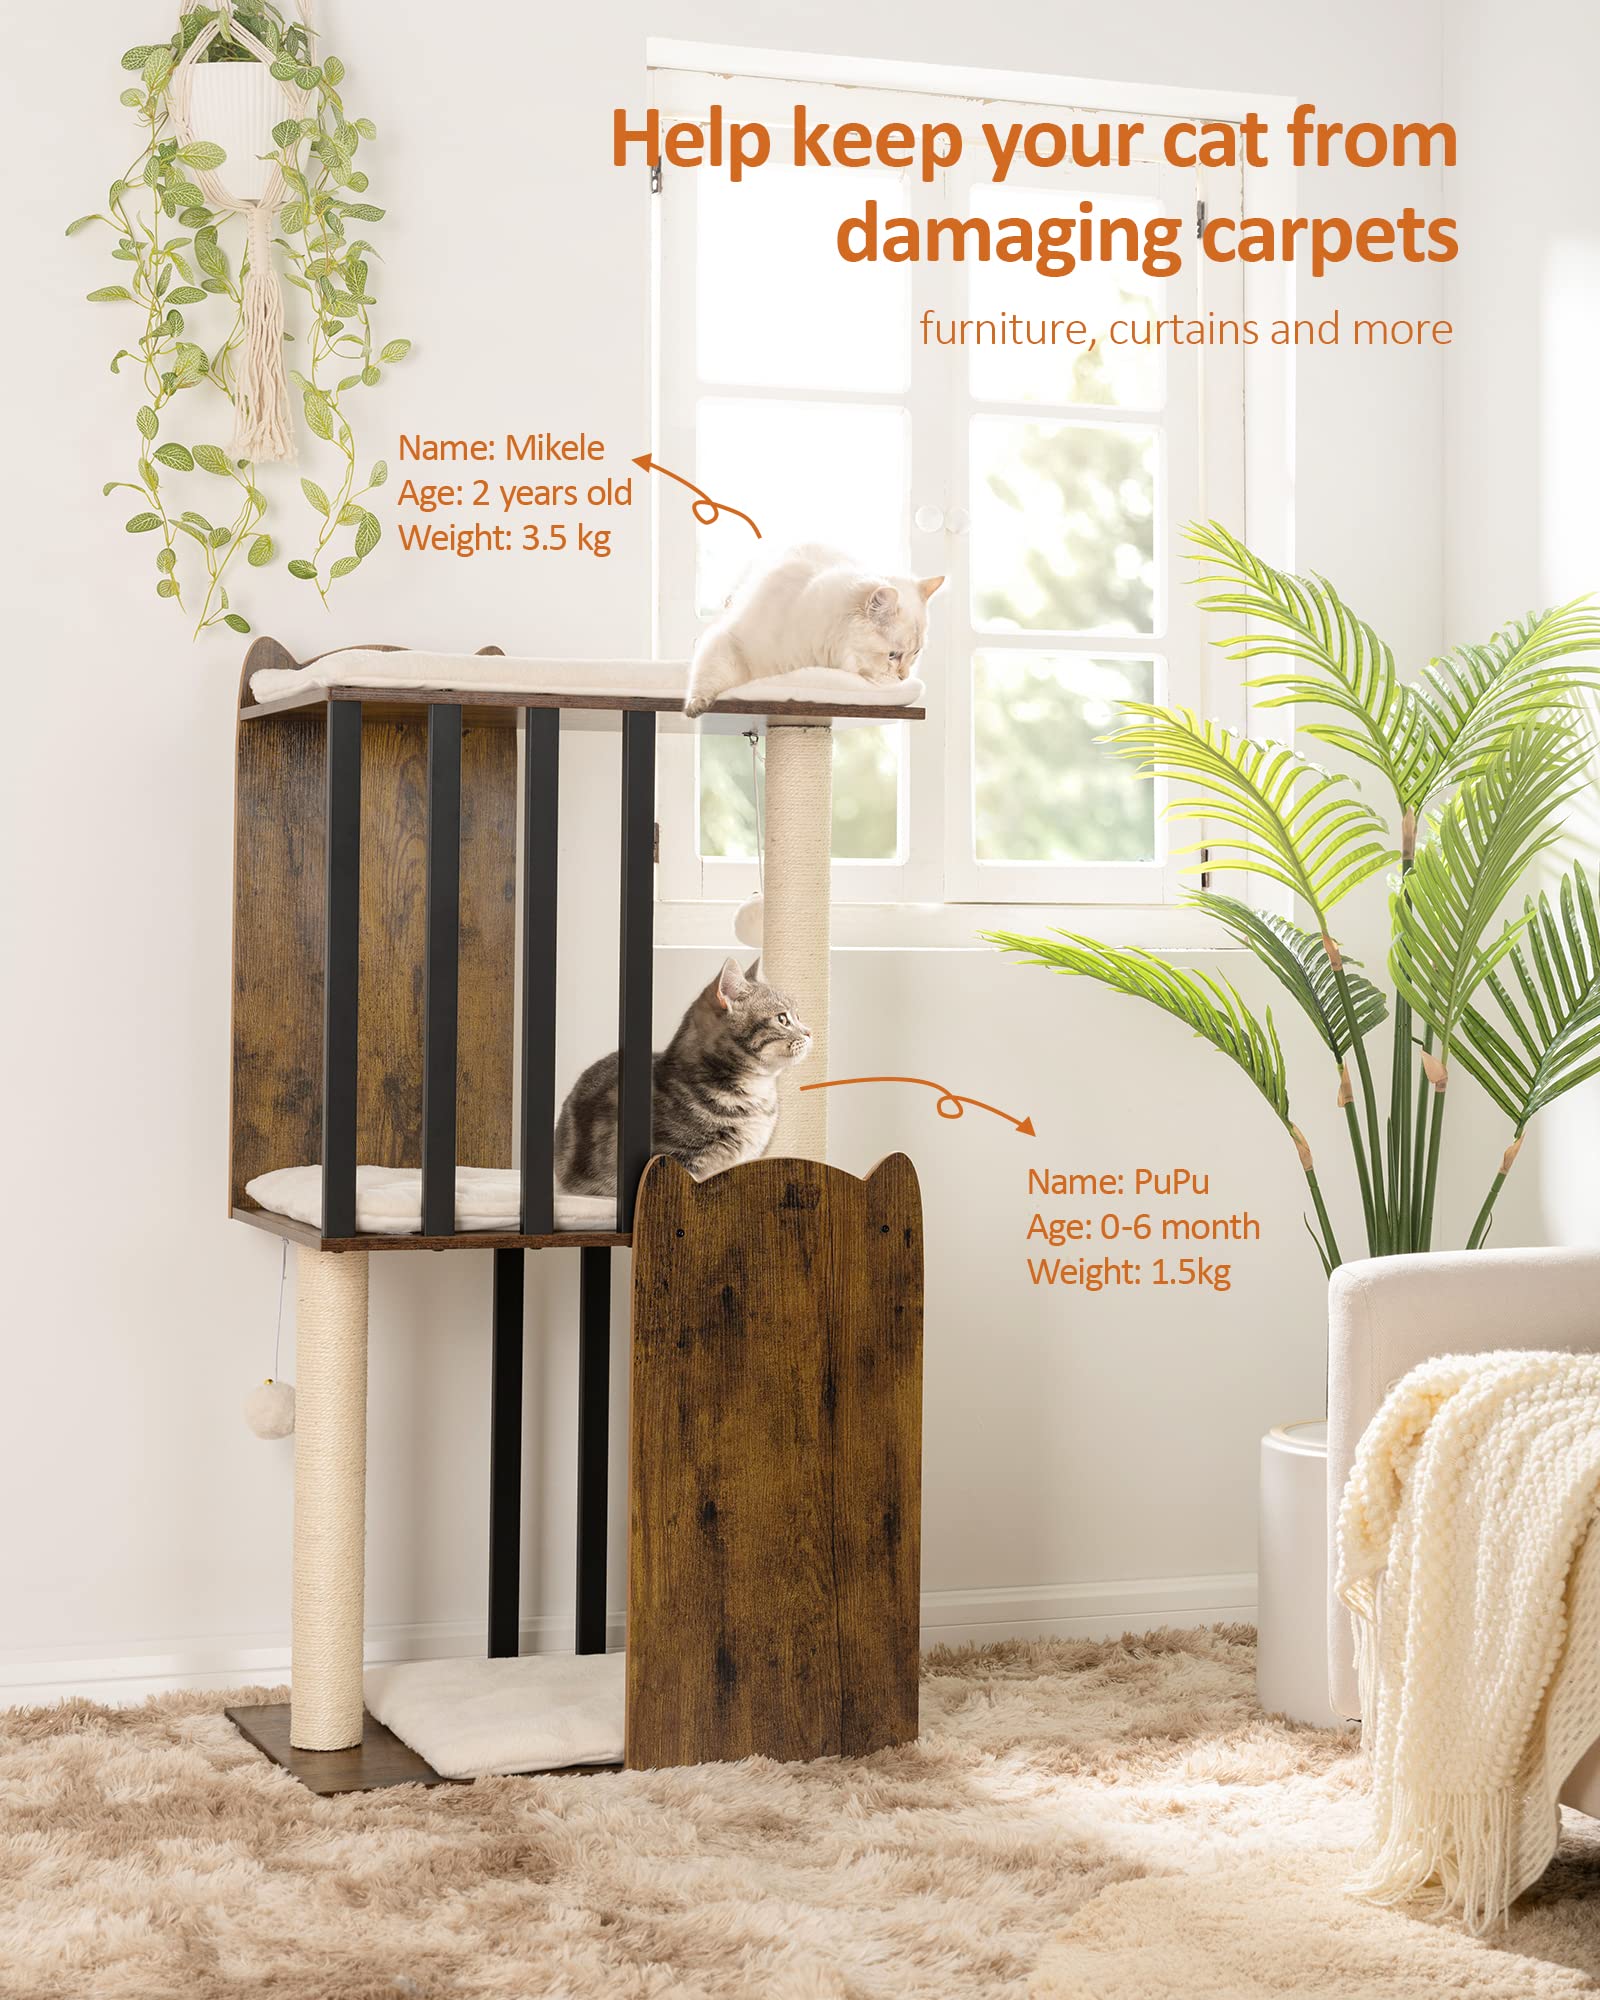 Help keep your cat from
damaging carpets
furniture, curtains and more
Name: Mikele
Age: 2 years old
Weight: 3.5 kg
Name: PuPu
Age: 0-6 month
Weight: 1.5kg